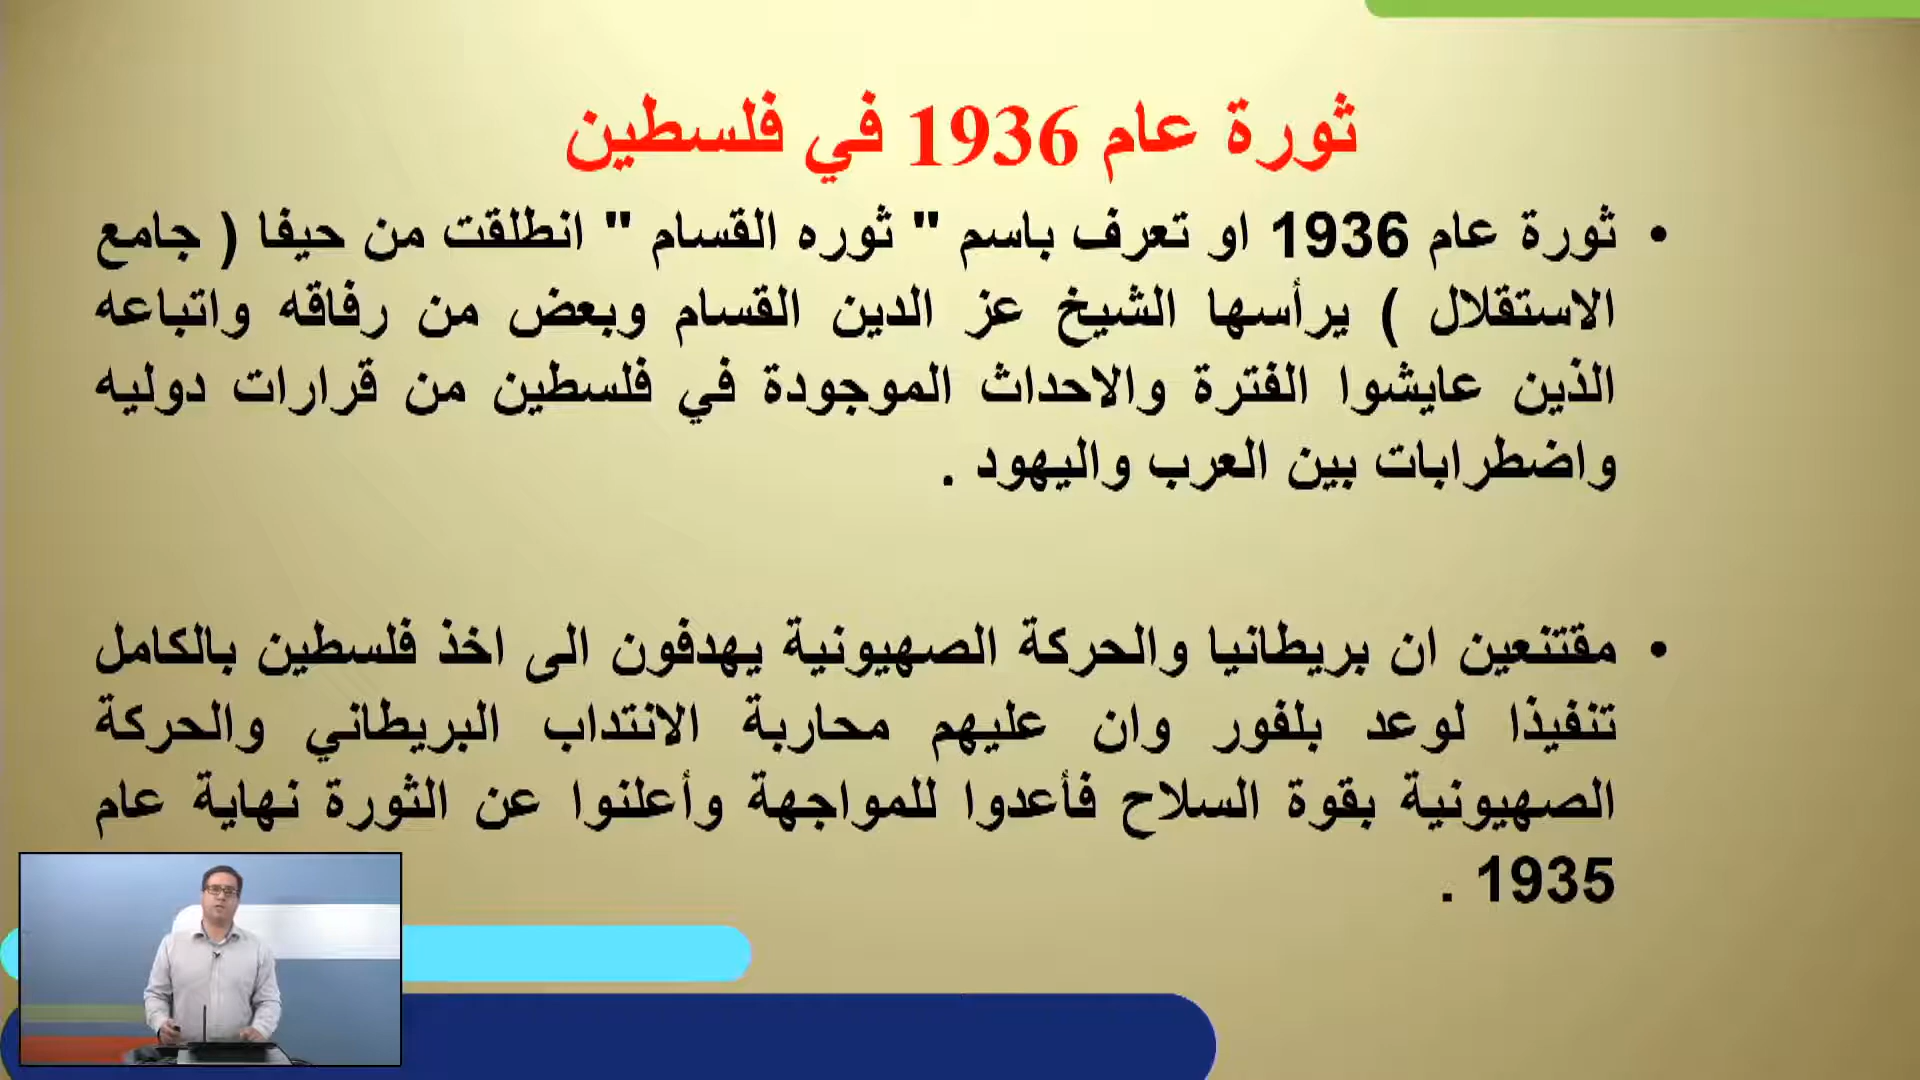 ثورة عام 1936 في فلسطين
• ثورة عام 1936 او تعرف باسم " ثوره القسام " انطلقت من حيفا ( جامع
الاستقلال ) يرأسها الشيخ عز الدين القسام وبعض من رفاقه واتباعه
الذين عايشوا الفترة والاحداث الموجودة في فلسطين من قرارات دوليه
واضطرابات بين العرب واليهود .
• مقتنعين ان بريطانيا والحركة الصهيونية يهدفون الى اخذ فلسطين بالكامل
تنفيذا لوعد بلفور وان عليهم محاربة الانتداب البريطاني والحركة
الصهيونية بقوة السلاح فأعدوا للمواجهة وأعلنوا عن الثورة نهاية عام
1935 .